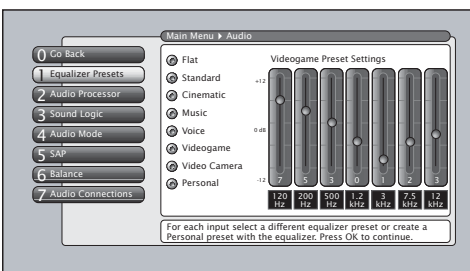 Main Menu Audio
0 Go Back
1 Equalizer Presets
2 Audio Processor
3 Sound Logic
4 Audio Mode
5 SAP
6 Balance
7 Audio Connections
Flat
Standard
Cinematic
Music
Voice
Videogame
Video Camera
Personal
Videogame Preset Settings
+12
0 dB
-12
7 5 3 0 1 2 3
120 Hz 200 Hz 500 Hz 1.2 kHz 3 kHz 7.5 kHz 12 kHz
For each input select a different equalizer preset or create a
Personal preset with the equalizer. Press OK to continue.